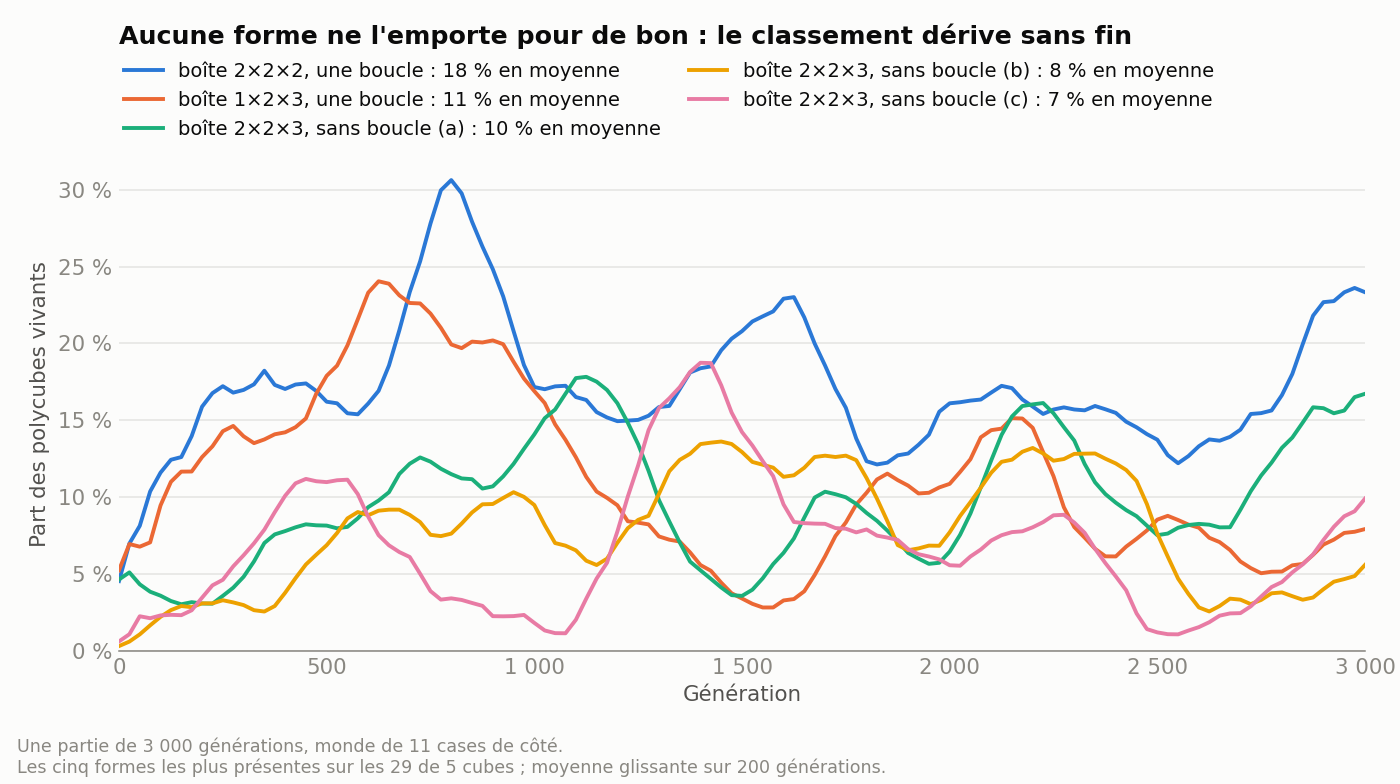 Aucune forme ne l'emporte pour de bon : le classement dérive sans fin
boîte 2×2×2, une boucle : 18 % en moyenne
boîte 1×2×3, une boucle : 11 % en moyenne
boîte 2×2×3, sans boucle (a) : 10 % en moyenne
boîte 2×2×3, sans boucle (b) : 8 % en moyenne
boîte 2×2×3, sans boucle (c) : 7 % en moyenne
Part des polycubes vivants
30 %
25 %
20 %
15 %
10 %
5 %
0 %
0 500 1 000 1 500 2 000 2 500 3 000
Génération
Une partie de 3 000 générations, monde de 11 cases de côté.
Les cinq formes les plus présentes sur les 29 de 5 cubes ; moyenne glissante sur 200 générations.